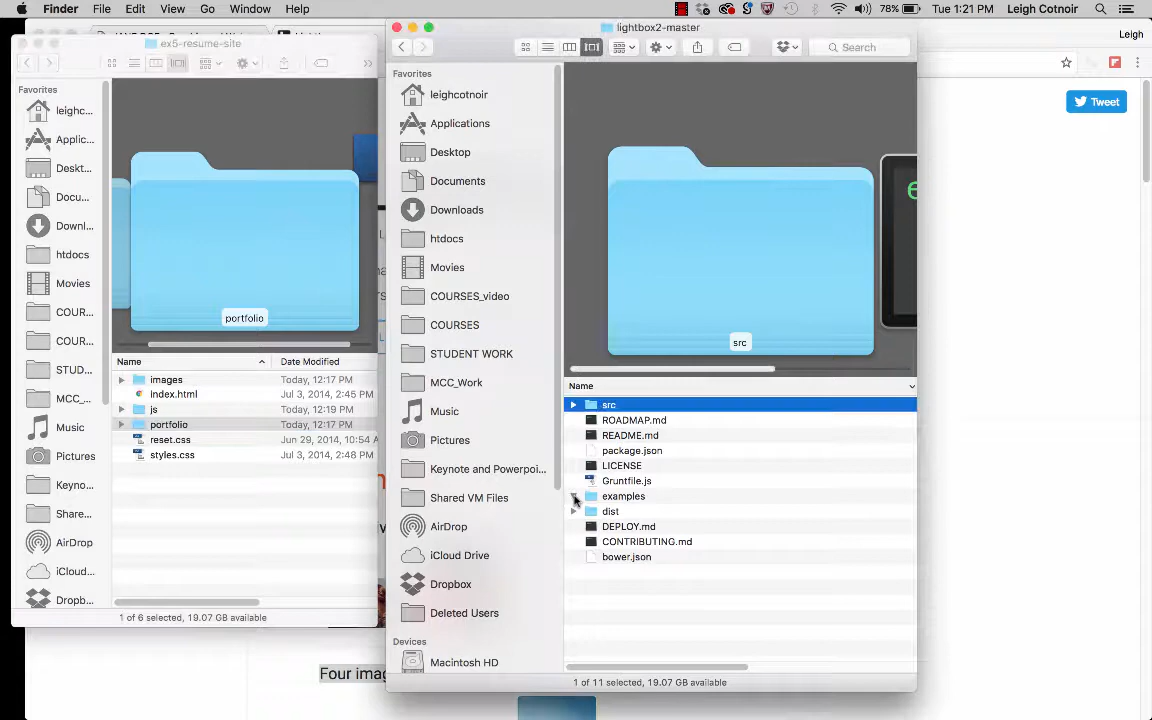 Finder File Edit View Go Window Help
78% Tue 1:21 PM Leigh Cotnoir
Leigh
Tweet
ex5-resume-site
Favorites
leighc...
Applic...
Deskt...
Docu...
Downl...
htdocs
Movies
COUR...
COUR...
STUD...
MCC_...
Music
Pictures
Keyno...
Share...
AirDrop
iCloud...
Dropb...
portfolio
Name Date Modified
images Today, 12:17 PM
index.html Jul 3, 2014, 2:45 PM
js Today, 12:19 PM
portfolio Today, 12:17 PM
reset.css Jun 29, 2014, 10:54 A
styles.css Jul 3, 2014, 2:48 PM
1 of 6 selected, 19.07 GB available
lightbox2-master
Search
Favorites
leighcotnoir
Applications
Desktop
Documents
Downloads
htdocs
Movies
COURSES_video
COURSES
STUDENT WORK
MCC_Work
Music
Pictures
Keynote and Powerpoi...
Shared VM Files
AirDrop
iCloud Drive
Dropbox
Deleted Users
Devices
Macintosh HD
src
Name
src
ROADMAP.md
README.md
package.json
LICENSE
Gruntfile.js
examples
dist
DEPLOY.md
CONTRIBUTING.md
bower.json
1 of 11 selected, 19.07 GB available
Four imag